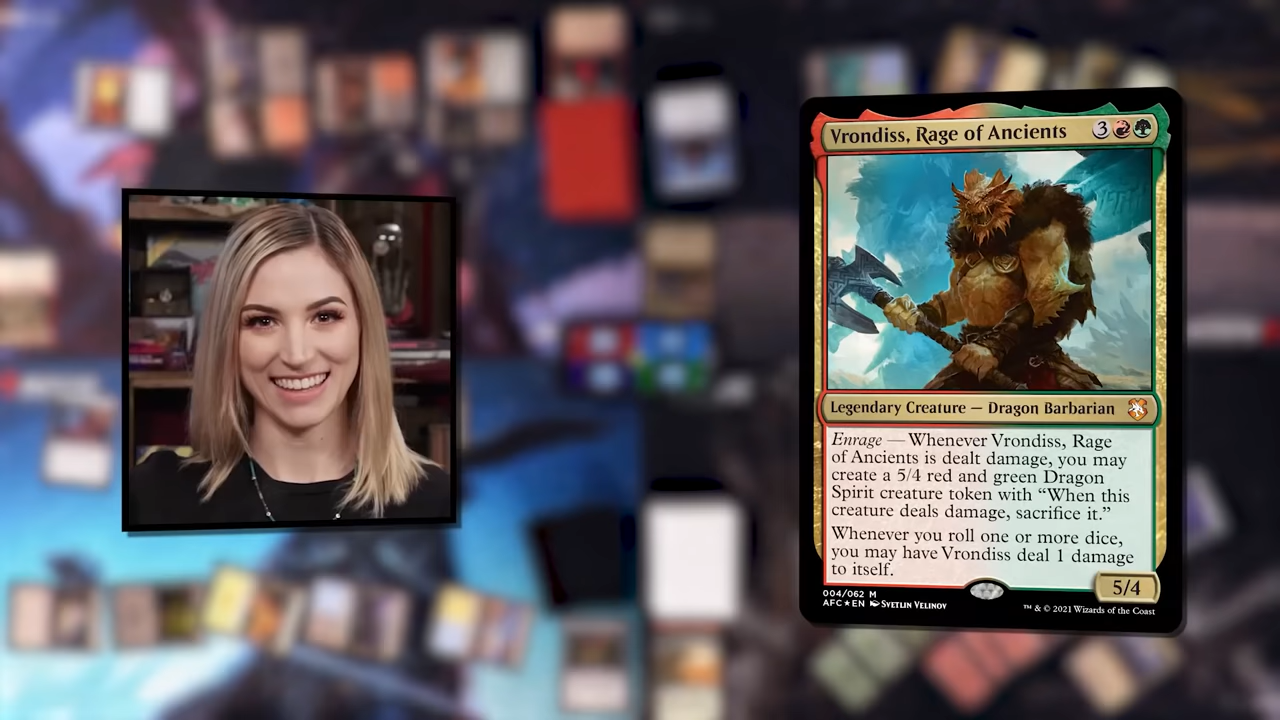 Vrondiss, Rage of Ancients 3
Legendary Creature — Dragon Barbarian
Enrage — Whenever Vrondiss, Rage
of Ancients is dealt damage, you may
create a 5/4 red and green Dragon
Spirit creature token with “When this
creature deals damage, sacrifice it.”
Whenever you roll one or more dice,
you may have Vrondiss deal 1 damage
to itself.
5/4
004/062 M
AFC★EN Svetlin Velinov
™ & © 2021 Wizards of the Coast